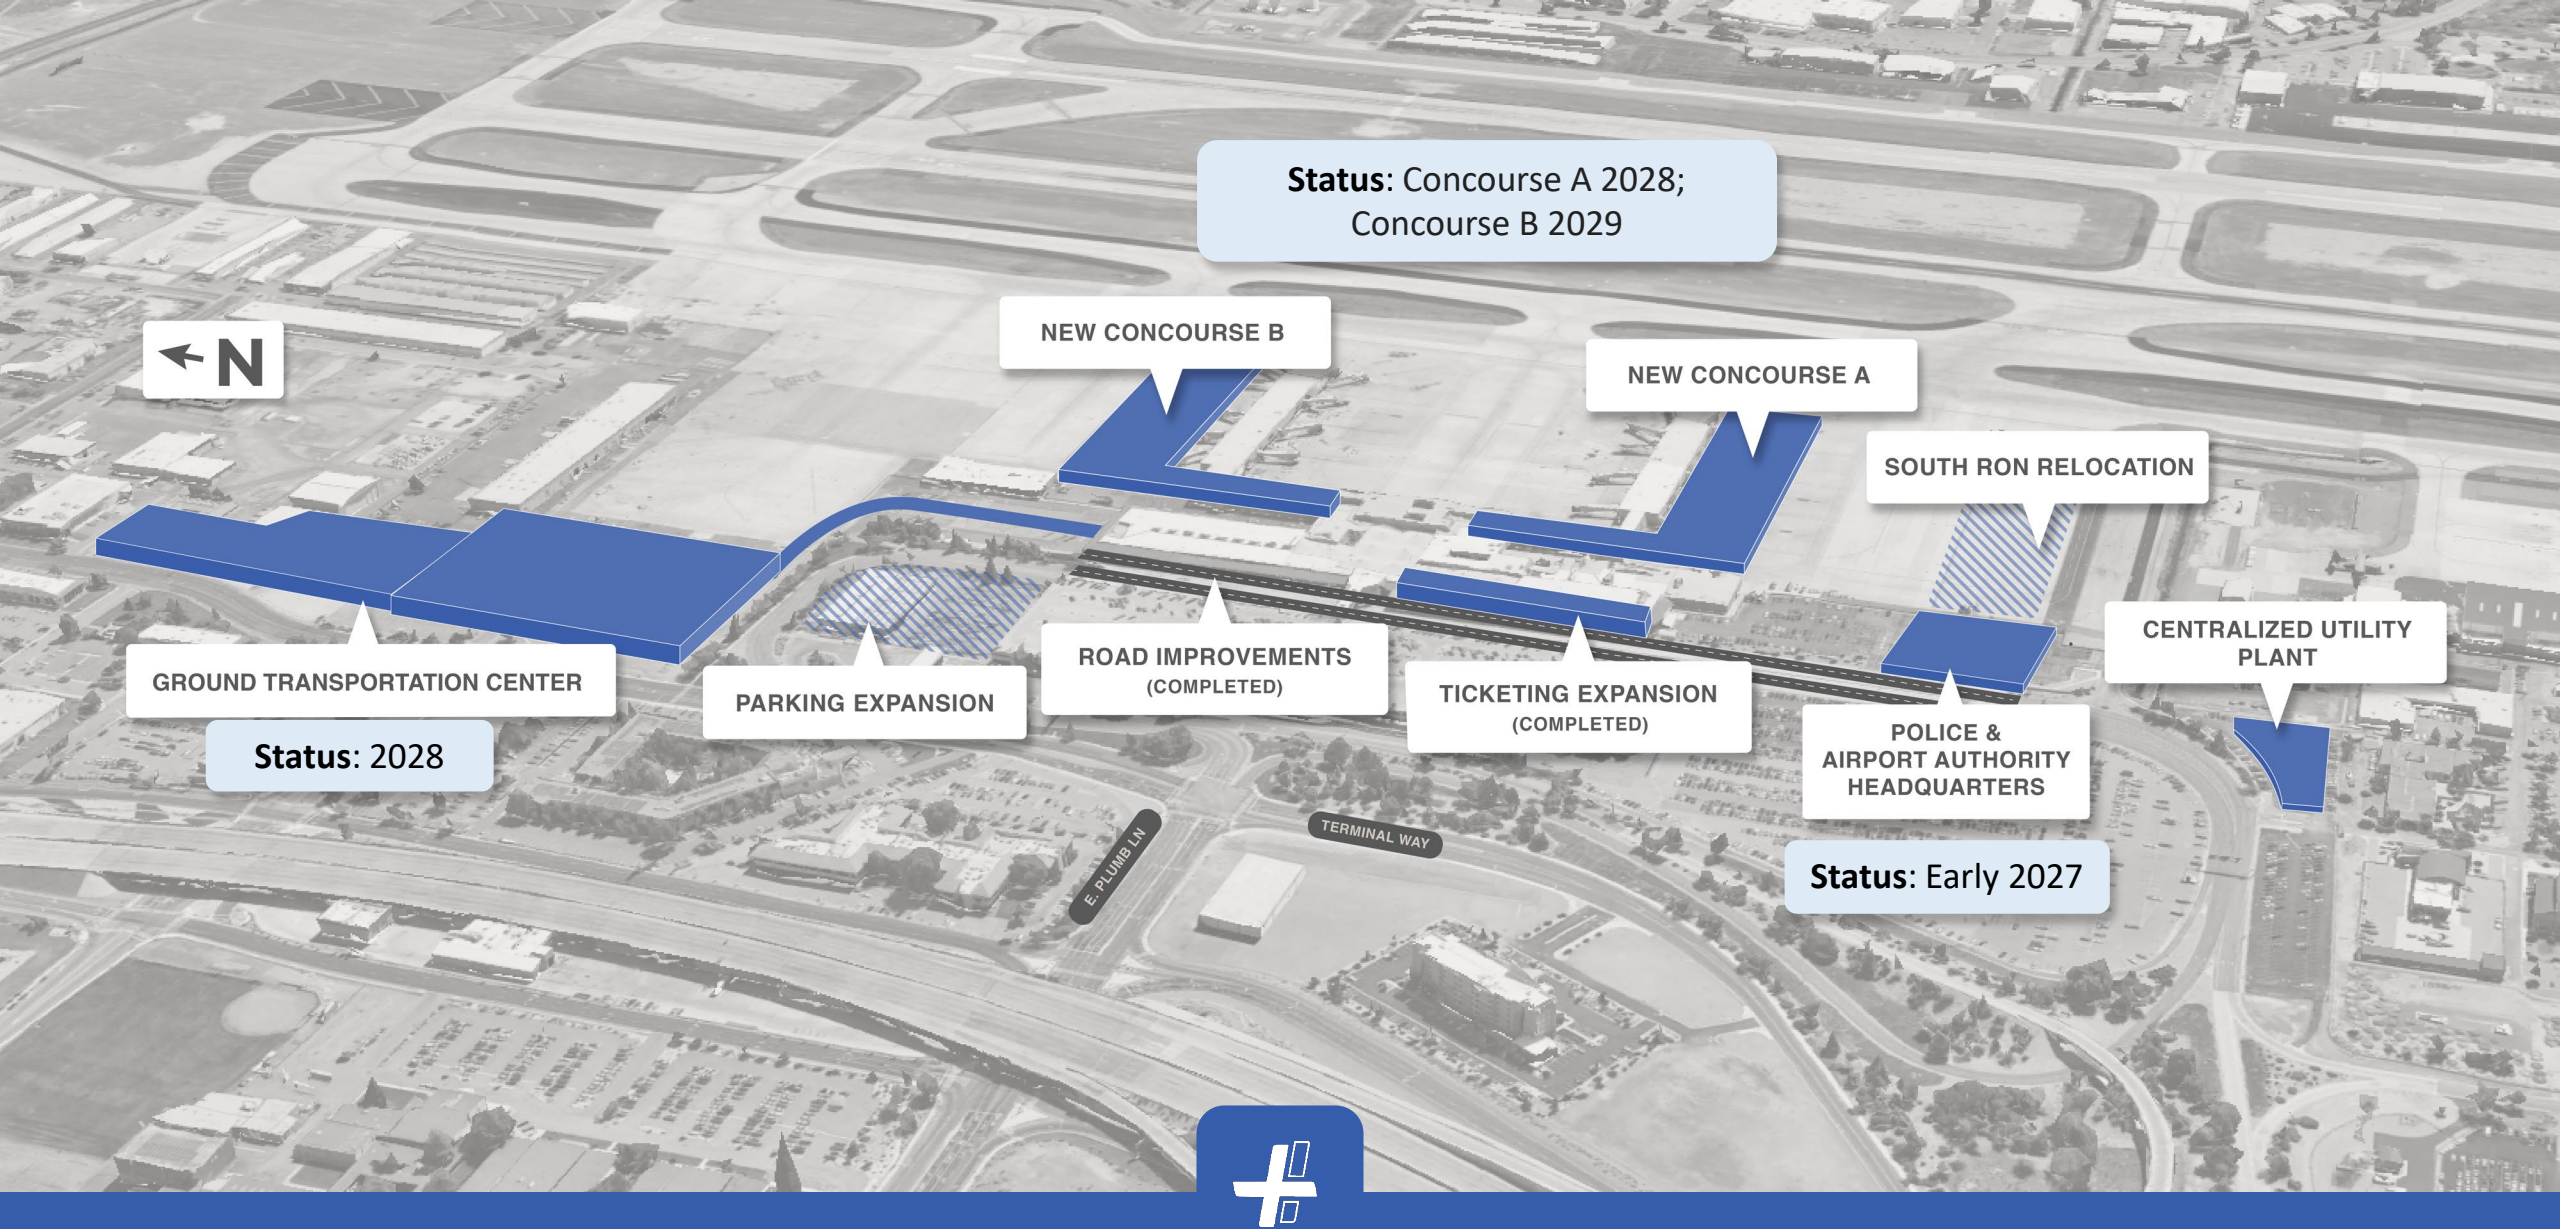 Status: Concourse A 2028;
Concourse B 2029
NEW CONCOURSE B
N
NEW CONCOURSE A
SOUTH RON RELOCATION
CENTRALIZED UTILITY
PLANT
GROUND TRANSPORTATION CENTER
Status: 2028
PARKING EXPANSION
ROAD IMPROVEMENTS
(COMPLETED)
TICKETING EXPANSION
(COMPLETED)
POLICE &
AIRPORT AUTHORITY
HEADQUARTERS
Status: Early 2027
E. PLUMB LN
TERMINAL WAY